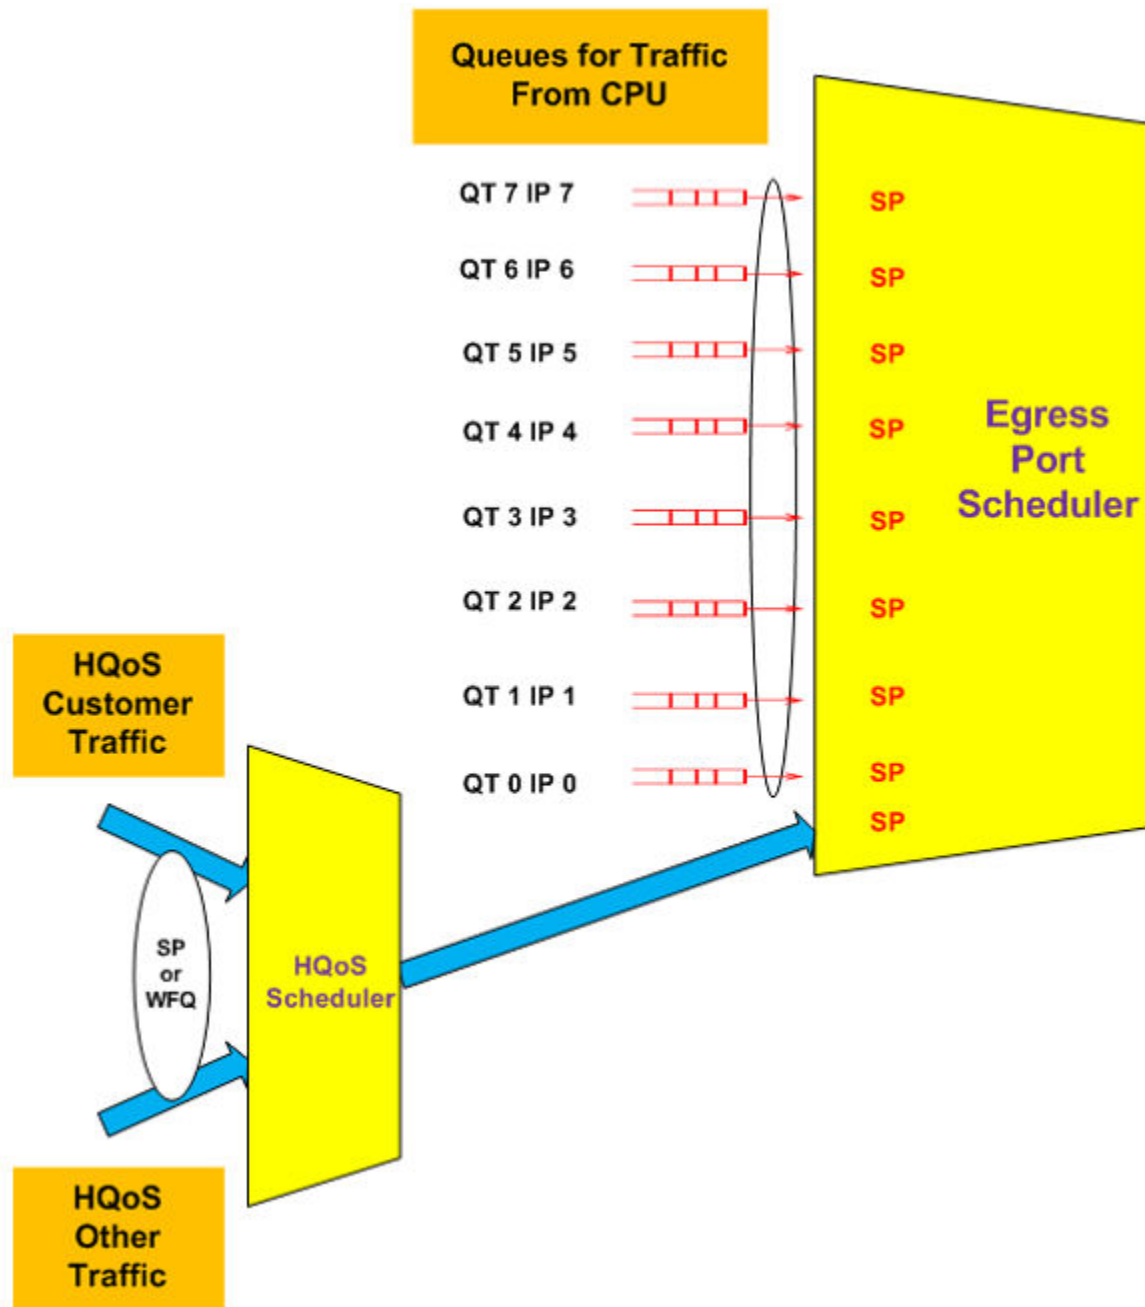 Queues for Traffic
From CPU
QT 7 IP 7
SP
QT 6 IP 6
SP
QT 5 IP 5
SP
QT 4 IP 4
SP
Egress
Port
Scheduler
QT 3 IP 3
SP
QT 2 IP 2
SP
QT 1 IP 1
SP
QT 0 IP 0
SP
SP
HQoS
Customer
Traffic
SP
or
WFQ
HQoS
Scheduler
HQoS
Other
Traffic